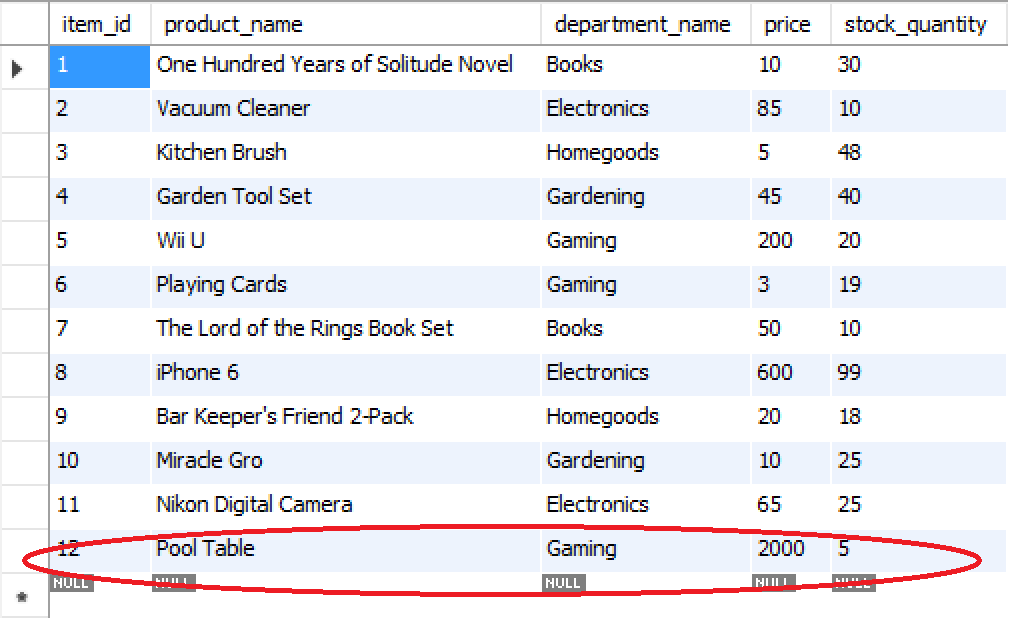 item_id product_name department_name price stock_quantity
1 One Hundred Years of Solitude Novel Books 10 30
2 Vacuum Cleaner Electronics 85 10
3 Kitchen Brush Homegoods 5 48
4 Garden Tool Set Gardening 45 40
5 Wii U Gaming 200 20
6 Playing Cards Gaming 3 19
7 The Lord of the Rings Book Set Books 50 10
8 iPhone 6 Electronics 600 99
9 Bar Keeper's Friend 2-Pack Homegoods 20 18
10 Miracle Gro Gardening 10 25
11 Nikon Digital Camera Electronics 65 25
12 Pool Table Gaming 2000 5
NULL NULL NULL NULL NULL